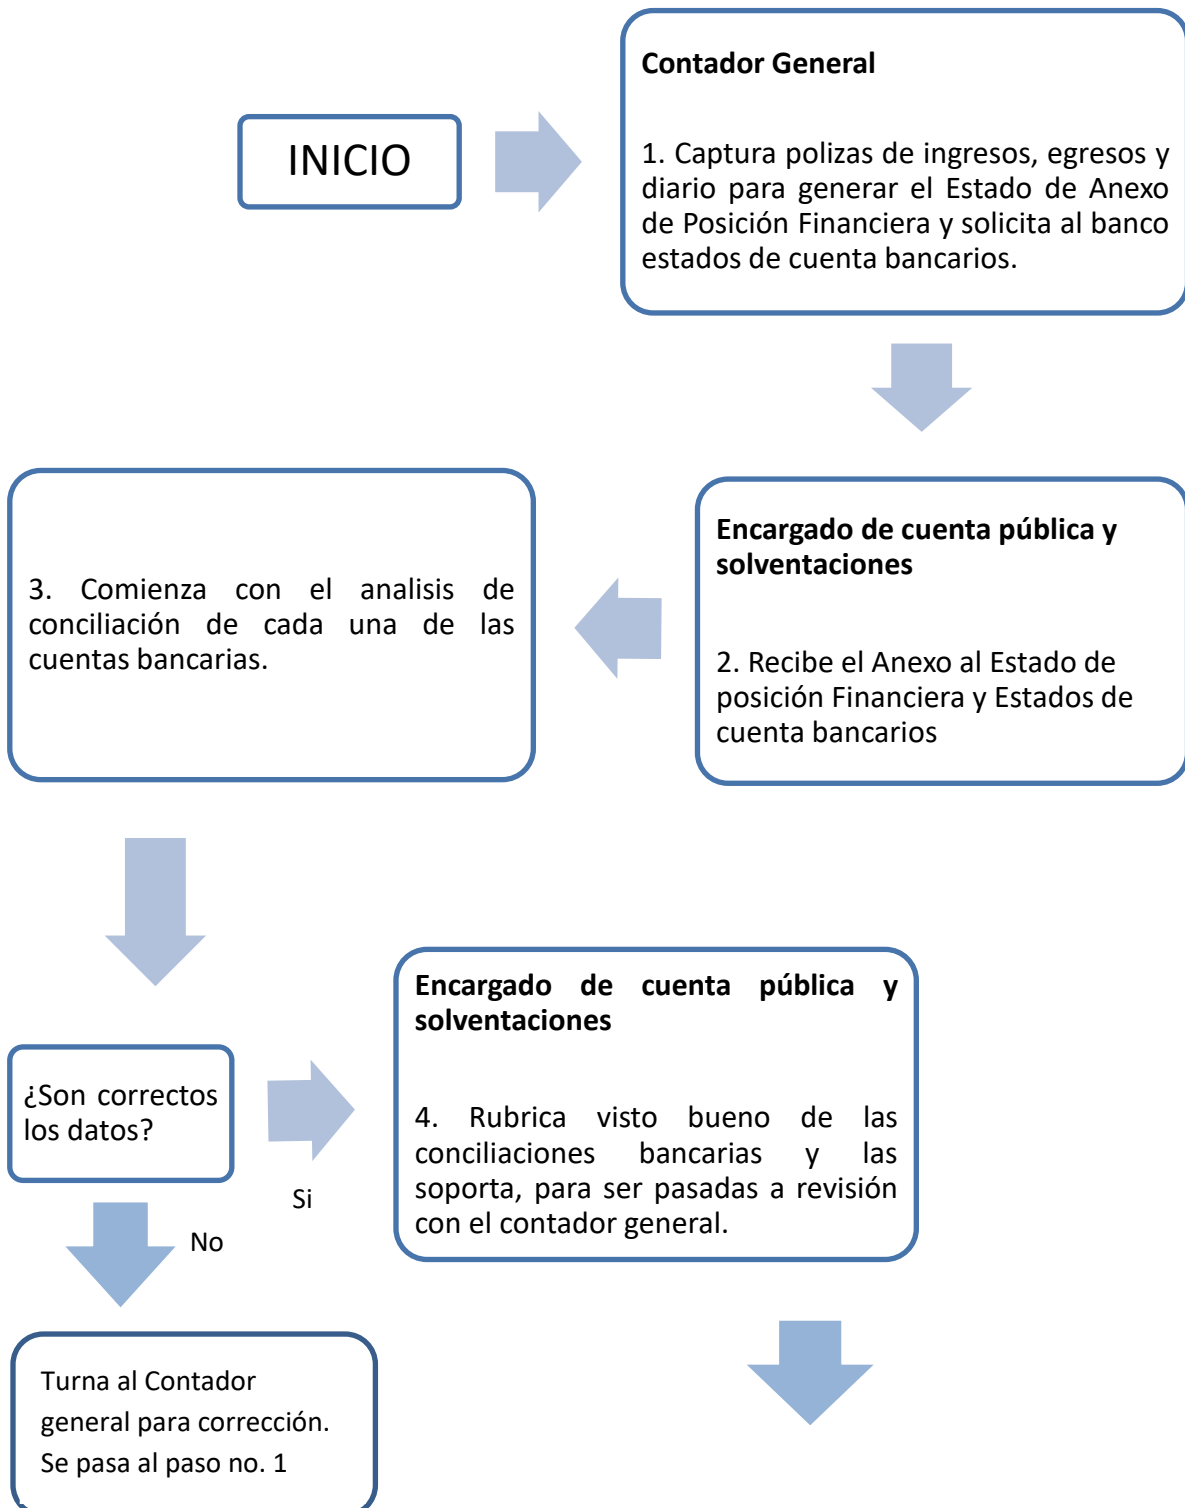 INICIO
Contador General
1. Captura polizas de ingresos, egresos y
diario para generar el Estado de Anexo
de Posición Financiera y solicita al banco
estados de cuenta bancarios.
Encargado de cuenta pública y
solventaciones
2. Recibe el Anexo al Estado de
posición Financiera y Estados de
cuenta bancarios
3. Comienza con el analisis de
conciliación de cada una de las
cuentas bancarias.
¿Son correctos
los datos?
Si
No
Encargado de cuenta pública y
solventaciones
4. Rubrica visto bueno de las
conciliaciones bancarias y las
soporta, para ser pasadas a revisión
con el contador general.
Turna al Contador
general para corrección.
Se pasa al paso no. 1